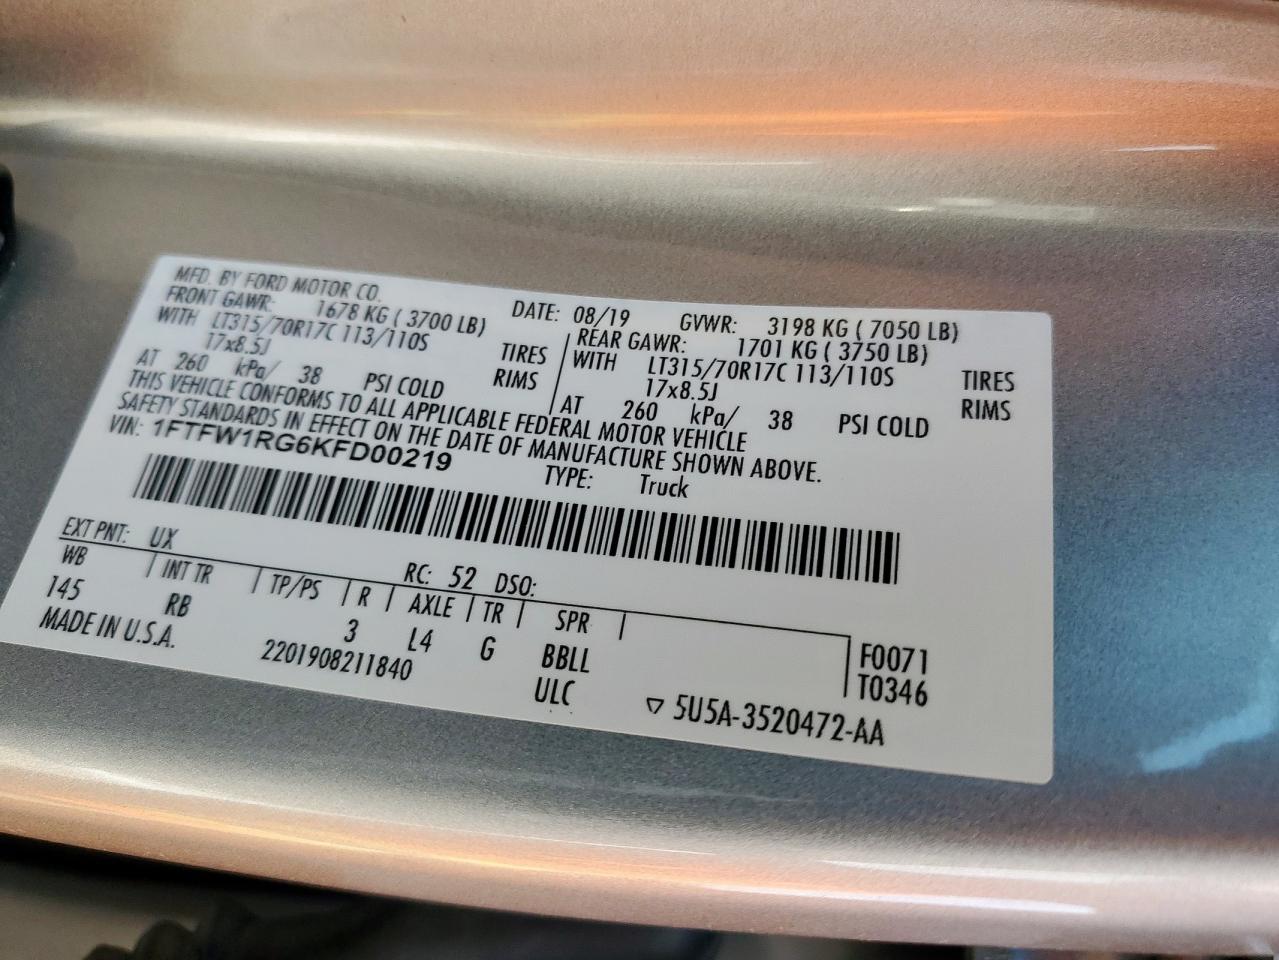 MFD. BY FORD MOTOR CO.
DATE: 08/19 GVWR: 3198 KG ( 7050 LB)
FRONT GAWR: 1678 KG ( 3700 LB)
WITH LT315/70R17C 113/110S TIRES
17x8.5J RIMS
AT 260 kPa/ 38 PSI COLD
REAR GAWR: 1701 KG ( 3750 LB)
WITH LT315/70R17C 113/110S TIRES
17x8.5J RIMS
AT 260 kPa/ 38 PSI COLD
THIS VEHICLE CONFORMS TO ALL APPLICABLE FEDERAL MOTOR VEHICLE
SAFETY STANDARDS IN EFFECT ON THE DATE OF MANUFACTURE SHOWN ABOVE.
VIN: 1FTFW1RG6KFD00219
TYPE: Truck
EXT PNT: UX RC: 52 DSO:
WB INT TR TP/PS R AXLE TR SPR
145 RB 3 L4 G BBLL F0071
MADE IN U.S.A. 2201908211840 ULC T0346
▽ 5U5A-3520472-AA